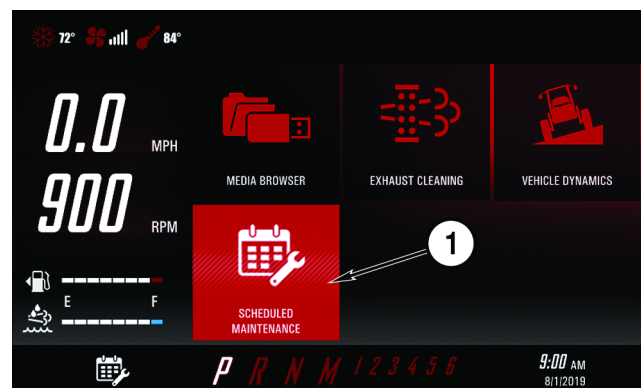 72° 84°
0.0 MPH
900 RPM
E F
MEDIA BROWSER
EXHAUST CLEANING
VEHICLE DYNAMICS
SCHEDULED
MAINTENANCE
1
P R N M 1 2 3 4 5 6
9:00 AM
8/1/2019